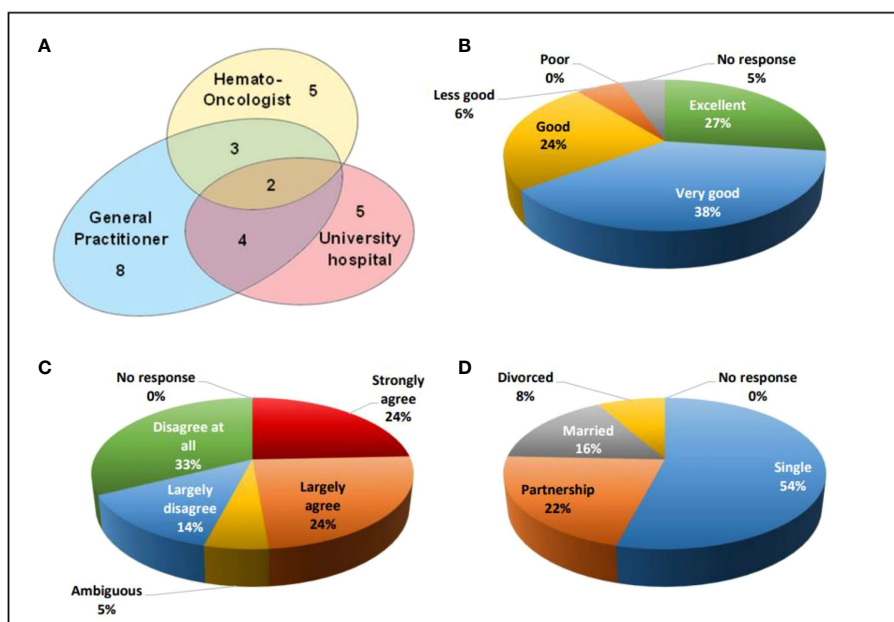 A
Hemato-
Oncologist
5
3
2
General
Practitioner
8
4
5
University
hospital
B
Poor
0%
No response
5%
Less good
6%
Excellent
27%
Good
24%
Very good
38%
C
No response
0%
Strongly
agree
24%
Disagree at
all
33%
Largely
disagree
14%
Largely
agree
24%
Ambiguous
5%
D
Divorced
8%
No response
0%
Married
16%
Single
54%
Partnership
22%